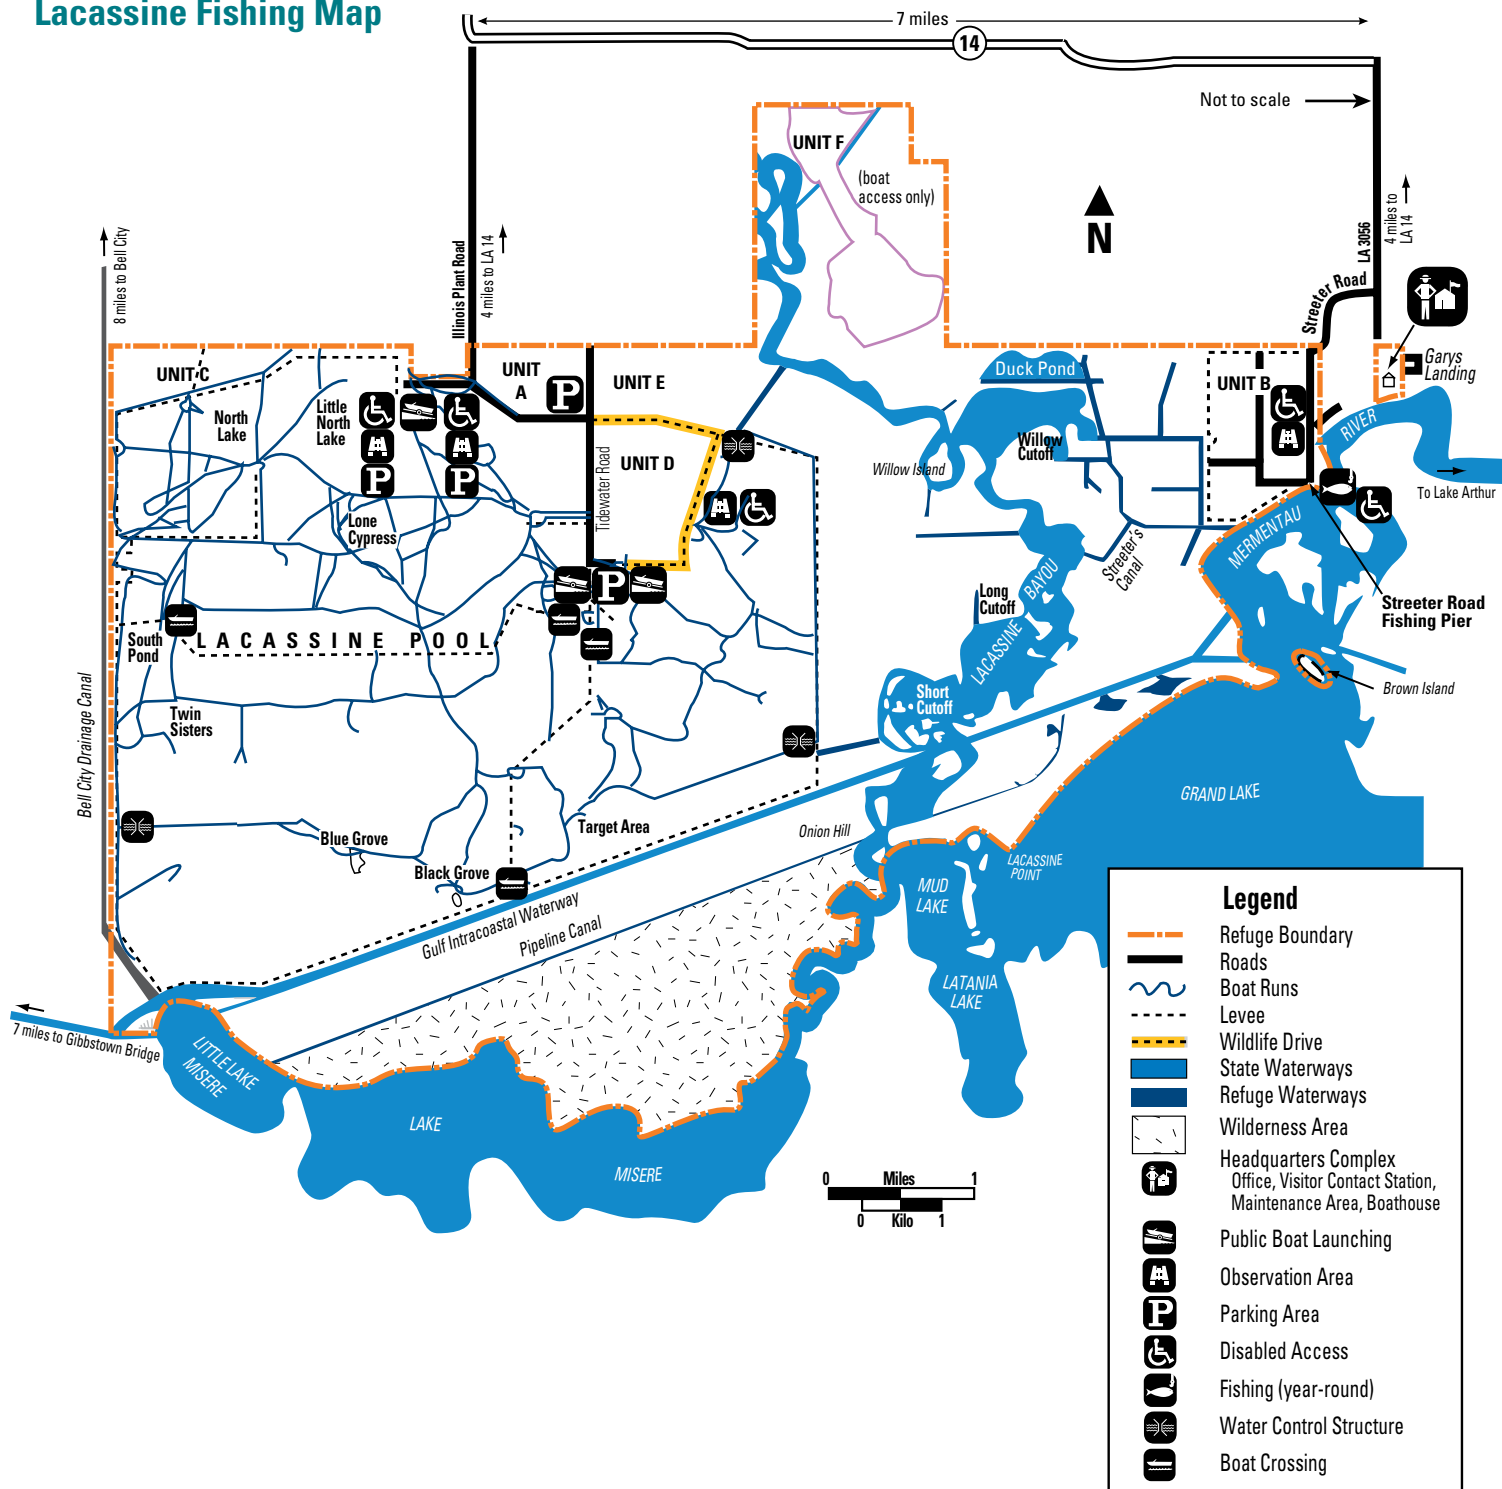 Lacassine Fishing Map
7 miles
14
Not to scale
UNIT F
(boat
access only)
N
8 miles to Bell City
Illinois Plant Road
4 miles to LA 14
LA 3056
4 miles to
LA 14
Streeter Road
Garys
Landing
UNIT C
UNIT
A
P
UNIT E
Duck Pond
UNIT B
North
Lake
Little
North
Lake
RIVER
Willow
Cutoff
UNIT D
Willow Island
P
P
To Lake Arthur
Tidewater Road
Lone
Cypress
MERMENTAU
Streeter's
Canal
P
BAYOU
Long
Cutoff
Streeter Road
Fishing Pier
South
Pond
LACASSINE POOL
LACASSINE
Brown Island
Short
Cutoff
Twin
Sisters
Bell City Drainage Canal
GRAND LAKE
Target Area
Onion Hill
Blue Grove
Black Grove
LACASSINE
POINT
MUD
LAKE
Gulf Intracoastal Waterway
Pipeline Canal
LATANIA
LAKE
7 miles to Gibbstown Bridge
LITTLE LAKE
MISERE
LAKE
MISERE
0 Miles 1
0 Kilo 1
Legend
Refuge Boundary
Roads
Boat Runs
Levee
Wildlife Drive
State Waterways
Refuge Waterways
Wilderness Area
Headquarters Complex
Office, Visitor Contact Station,
Maintenance Area, Boathouse
Public Boat Launching
Observation Area
P Parking Area
Disabled Access
Fishing (year-round)
Water Control Structure
Boat Crossing